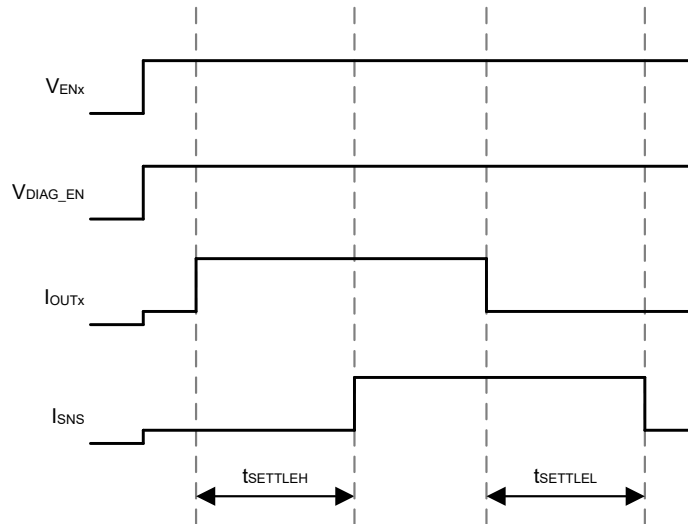 VENx
VDIAG_EN
IOUTx
ISNS
tSETTLEH
tSETTLEL